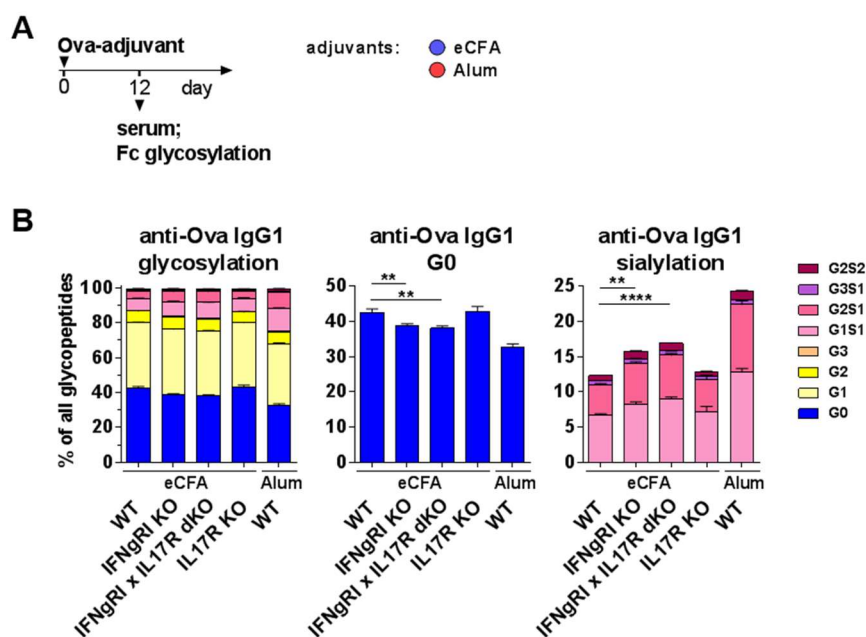 A
Ova-adjuvant
0 12 day
serum;
Fc glycosylation
adjuvants:
eCFA
Alum
B
anti-Ova IgG1
glycosylation
% of all glycopeptides
100
80
60
40
20
0
eCFA
Alum
WT
IFNgRI KO
IFNgRI x IL17R dKO
IL17R KO
WT
anti-Ova IgG1
G0
**
**
50
40
30
20
10
0
eCFA
Alum
WT
IFNgRI KO
IFNgRI x IL17R dKO
IL17R KO
WT
anti-Ova IgG1
sialylation
**
****
25
20
15
10
5
0
eCFA
Alum
WT
IFNgRI KO
IFNgRI x IL17R dKO
IL17R KO
WT
G2S2
G3S1
G2S1
G1S1
G3
G2
G1
G0